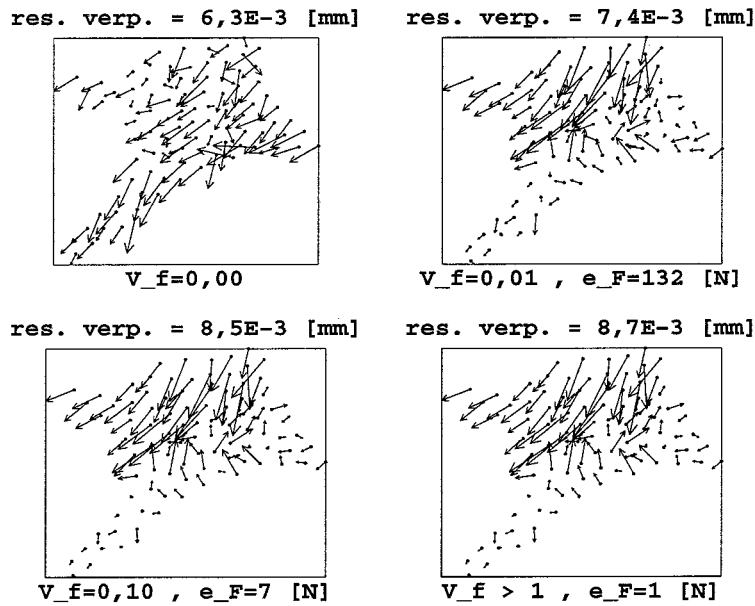 res. verp. = 6,3E-3 [mm]
res. verp. = 7,4E-3 [mm]
V_f=0,00
V_f=0,01 , e_F=132 [N]
res. verp. = 8,5E-3 [mm]
res. verp. = 8,7E-3 [mm]
V_f=0,10 , e_F=7 [N]
V_f > 1 , e_F=1 [N]